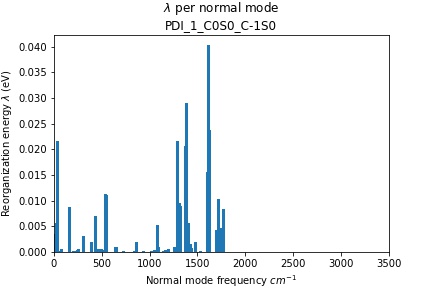 λ per normal mode
PDI_1_C0S0_C-1S0
Reorganization energy λ (eV)
0.040
0.035
0.030
0.025
0.020
0.015
0.010
0.005
0.000
0 500 1000 1500 2000 2500 3000 3500
Normal mode frequency cm⁻¹